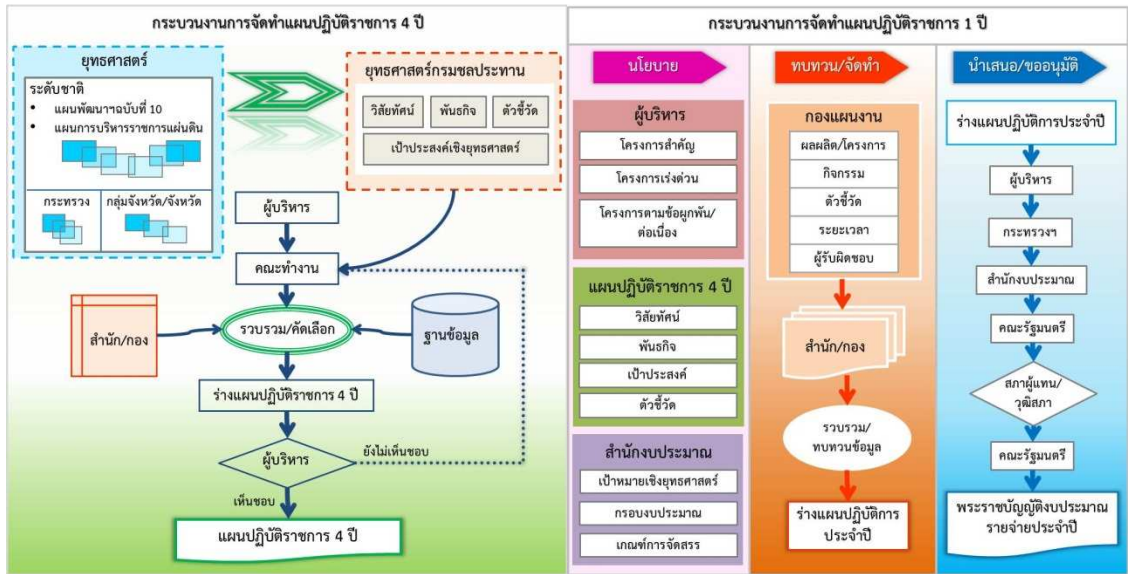 กระบวนงานการจัดทำแผนปฏิบัติราชการ 4 ปี
ยุทธศาสตร์
ระดับชาติ
• แผนพัฒนาฯฉบับที่ 10
• แผนการบริหารราชการแผ่นดิน
กระทรวง
กลุ่มจังหวัด/จังหวัด
ยุทธศาสตร์กรมชลประทาน
วิสัยทัศน์
พันธกิจ
ตัวชี้วัด
เป้าประสงค์เชิงยุทธศาสตร์
ผู้บริหาร
คณะทำงาน
สำนัก/กอง
รวบรวม/คัดเลือก
ฐานข้อมูล
ร่างแผนปฏิบัติราชการ 4 ปี
ผู้บริหาร
ยังไม่เห็นชอบ
เห็นชอบ
แผนปฏิบัติราชการ 4 ปี
กระบวนงานการจัดทำแผนปฏิบัติราชการ 1 ปี
นโยบาย
ผู้บริหาร
โครงการสำคัญ
โครงการเร่งด่วน
โครงการตามข้อผูกพัน/
ต่อเนื่อง
แผนปฏิบัติราชการ 4 ปี
วิสัยทัศน์
พันธกิจ
เป้าประสงค์
ตัวชี้วัด
สำนักงบประมาณ
เป้าหมายเชิงยุทธศาสตร์
กรอบงบประมาณ
เกณฑ์การจัดสรร
ทบทวน/จัดทำ
กองแผนงาน
ผลผลิต/โครงการ
กิจกรรม
ตัวชี้วัด
ระยะเวลา
ผู้รับผิดชอบ
สำนัก/กอง
รวบรวม/
ทบทวนข้อมูล
ร่างแผนปฏิบัติการ
ประจำปี
นำเสนอ/ขออนุมัติ
ร่างแผนปฏิบัติการประจำปี
ผู้บริหาร
กระทรวงฯ
สำนักงบประมาณ
คณะรัฐมนตรี
สภาผู้แทน/
วุฒิสภา
คณะรัฐมนตรี
พระราชบัญญัติงบประมาณ
รายจ่ายประจำปี